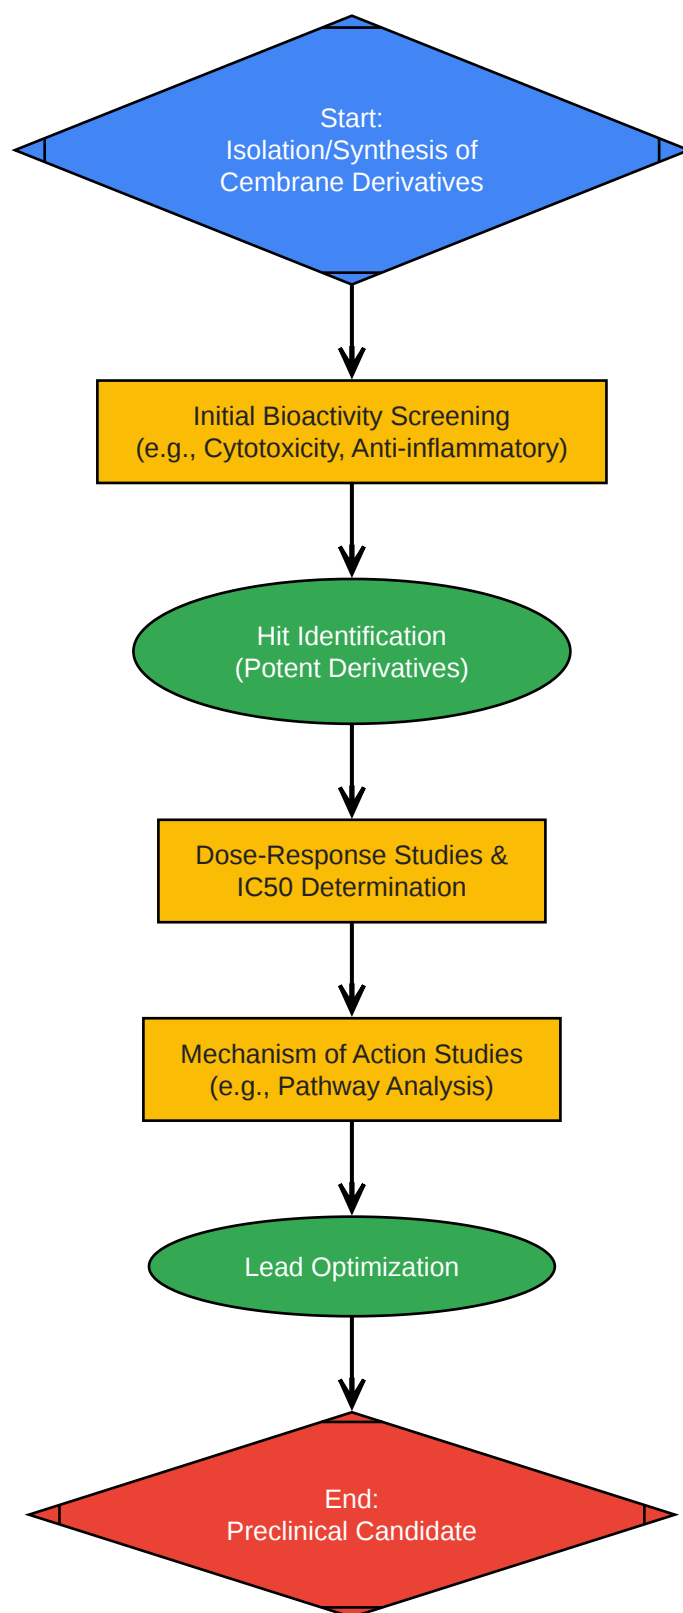 Start:
Isolation/Synthesis of
Cembrane Derivatives
Initial Bioactivity Screening
(e.g., Cytotoxicity, Anti-inflammatory)
Hit Identification
(Potent Derivatives)
Dose-Response Studies &
IC50 Determination
Mechanism of Action Studies
(e.g., Pathway Analysis)
Lead Optimization
End:
Preclinical Candidate